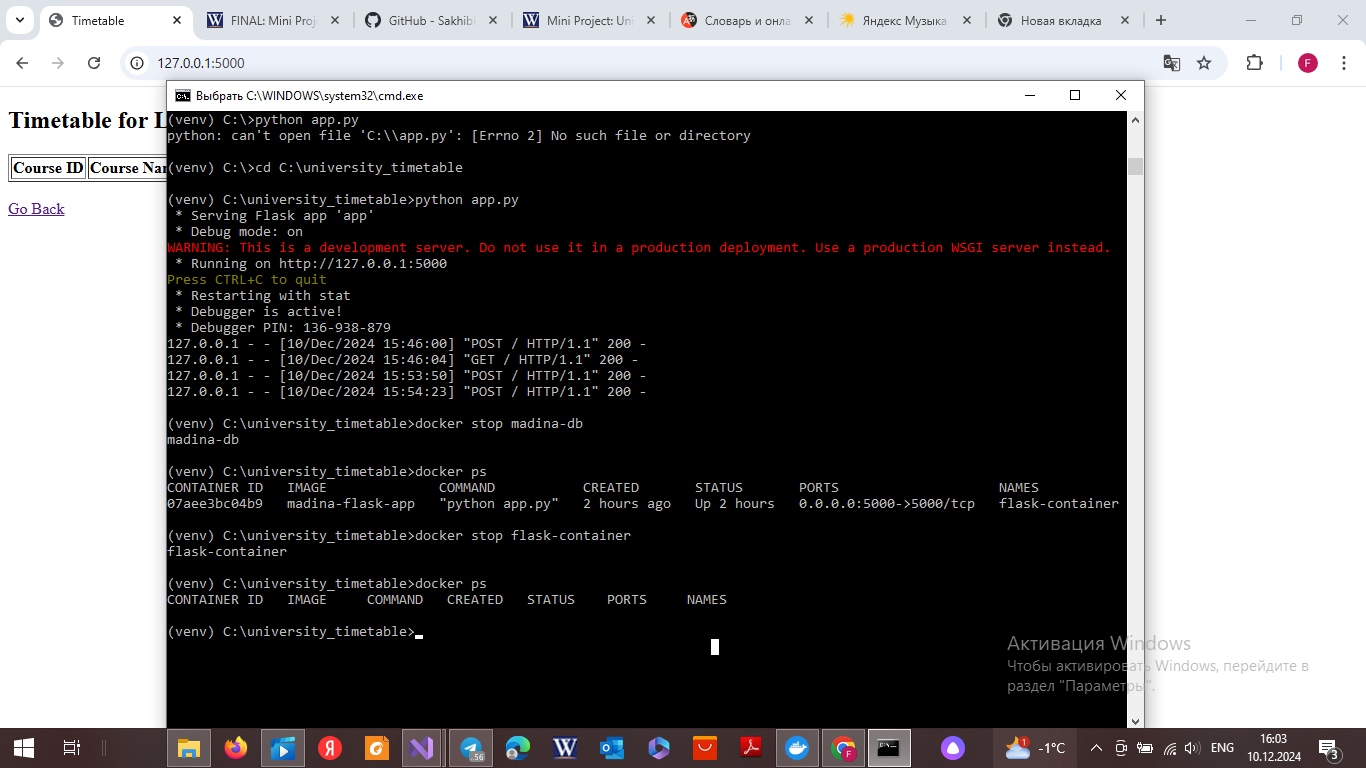 Timetable
FINAL: Mini Proj
GitHub - Sakhibk
Mini Project: Uni
Словарь и онла
Яндекс Музыка
Новая вкладка
127.0.0.1:5000
F
Timetable for L
Course ID Course Nam
Go Back
Выбрать C:\WINDOWS\system32\cmd.exe
(venv) C:\>python app.py
python: can't open file 'C:\\app.py': [Errno 2] No such file or directory
(venv) C:\>cd C:\university_timetable
(venv) C:\university_timetable>python app.py
* Serving Flask app 'app'
* Debug mode: on
WARNING: This is a development server. Do not use it in a production deployment. Use a production WSGI server instead.
* Running on http://127.0.0.1:5000
Press CTRL+C to quit
* Restarting with stat
* Debugger is active!
* Debugger PIN: 136-938-879
127.0.0.1 - - [10/Dec/2024 15:46:00] "POST / HTTP/1.1" 200 -
127.0.0.1 - - [10/Dec/2024 15:46:04] "GET / HTTP/1.1" 200 -
127.0.0.1 - - [10/Dec/2024 15:53:50] "POST / HTTP/1.1" 200 -
127.0.0.1 - - [10/Dec/2024 15:54:23] "POST / HTTP/1.1" 200 -
(venv) C:\university_timetable>docker stop madina-db
madina-db
(venv) C:\university_timetable>docker ps
CONTAINER ID IMAGE COMMAND CREATED STATUS PORTS NAMES
07aee3bc04b9 madina-flask-app "python app.py" 2 hours ago Up 2 hours 0.0.0.0:5000->5000/tcp flask-container
(venv) C:\university_timetable>docker stop flask-container
flask-container
(venv) C:\university_timetable>docker ps
CONTAINER ID IMAGE COMMAND CREATED STATUS PORTS NAMES
(venv) C:\university_timetable>
Активация Windows
Чтобы активировать Windows, перейдите в
раздел "Параметры".
-1°C
ENG
16:03
10.12.2024
3